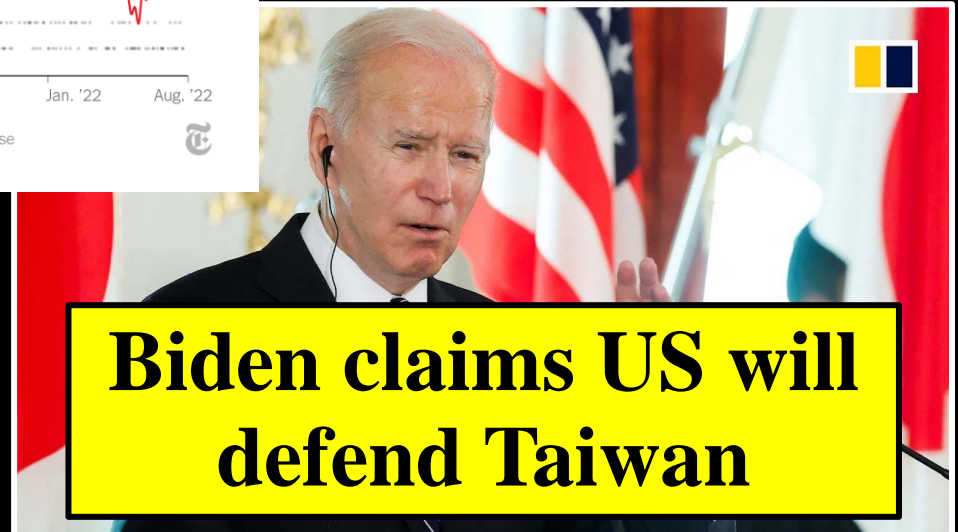 Jan. '22 Aug. '22
se
T
Biden claims US will
defend Taiwan